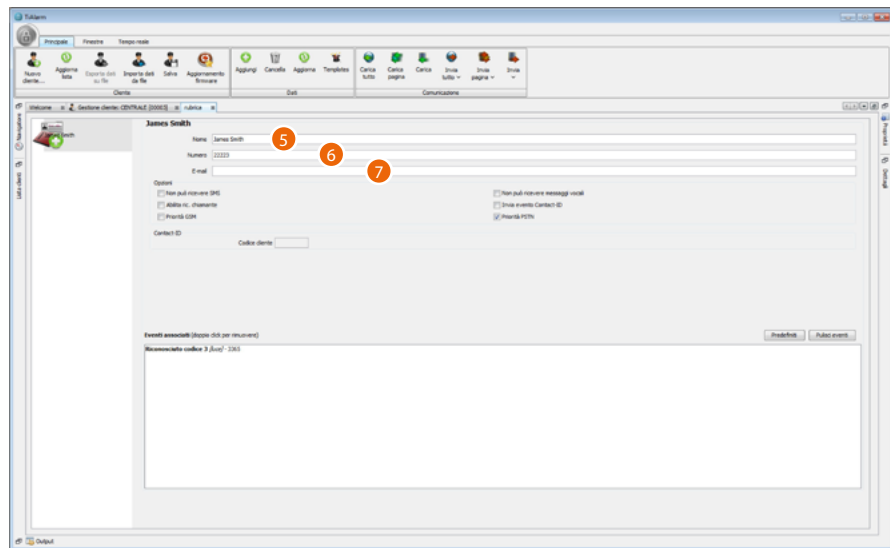 TiAlarm
Principale Finestre Tempo reale
Nuovo cliente... Aggiorna lista Esporta dati su file Importa dati da file Salva Aggiornamento firmware Aggiungi Cancella Aggiorna Templates Carica tutto Carica pagina Carica Invia tutto Invia pagina Invia
Cliente Dati Comunicazione
Welcome Gestione cliente: CENTRALE [00003] rubrica
Navigatore
Lista clienti
Proprietà
Dettagli
James Smith
James Smith
Nome James Smith 5
Numero 22223 6
E-mail 7
Opzioni
Non può ricevere SMS Non può ricevere messaggi vocali
Abilita ric. chiamante Invia evento Contact-ID
Priorità GSM Priorità PSTN
Contact-ID
Codice cliente
Eventi associati (doppio click per rimuovere) Predefiniti Pulisci eventi
Riconosciuto codice 3
Output